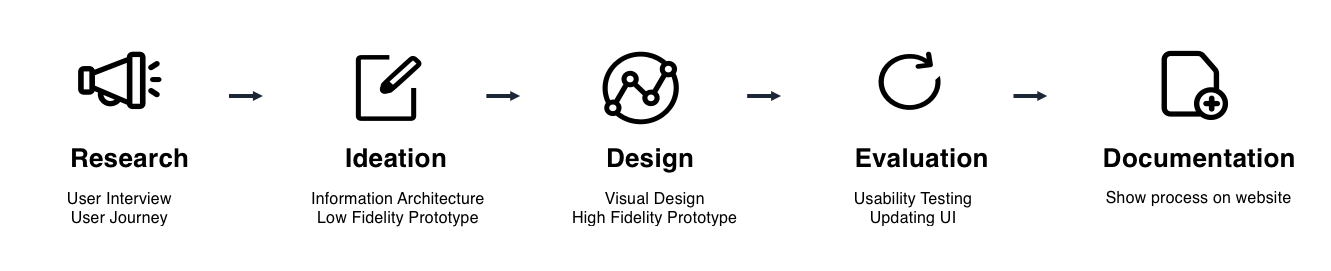 Research
User Interview
User Journey
Ideation
Information Architecture
Low Fidelity Prototype
Design
Visual Design
High Fidelity Prototype
Evaluation
Usability Testing
Updating UI
Documentation
Show process on website